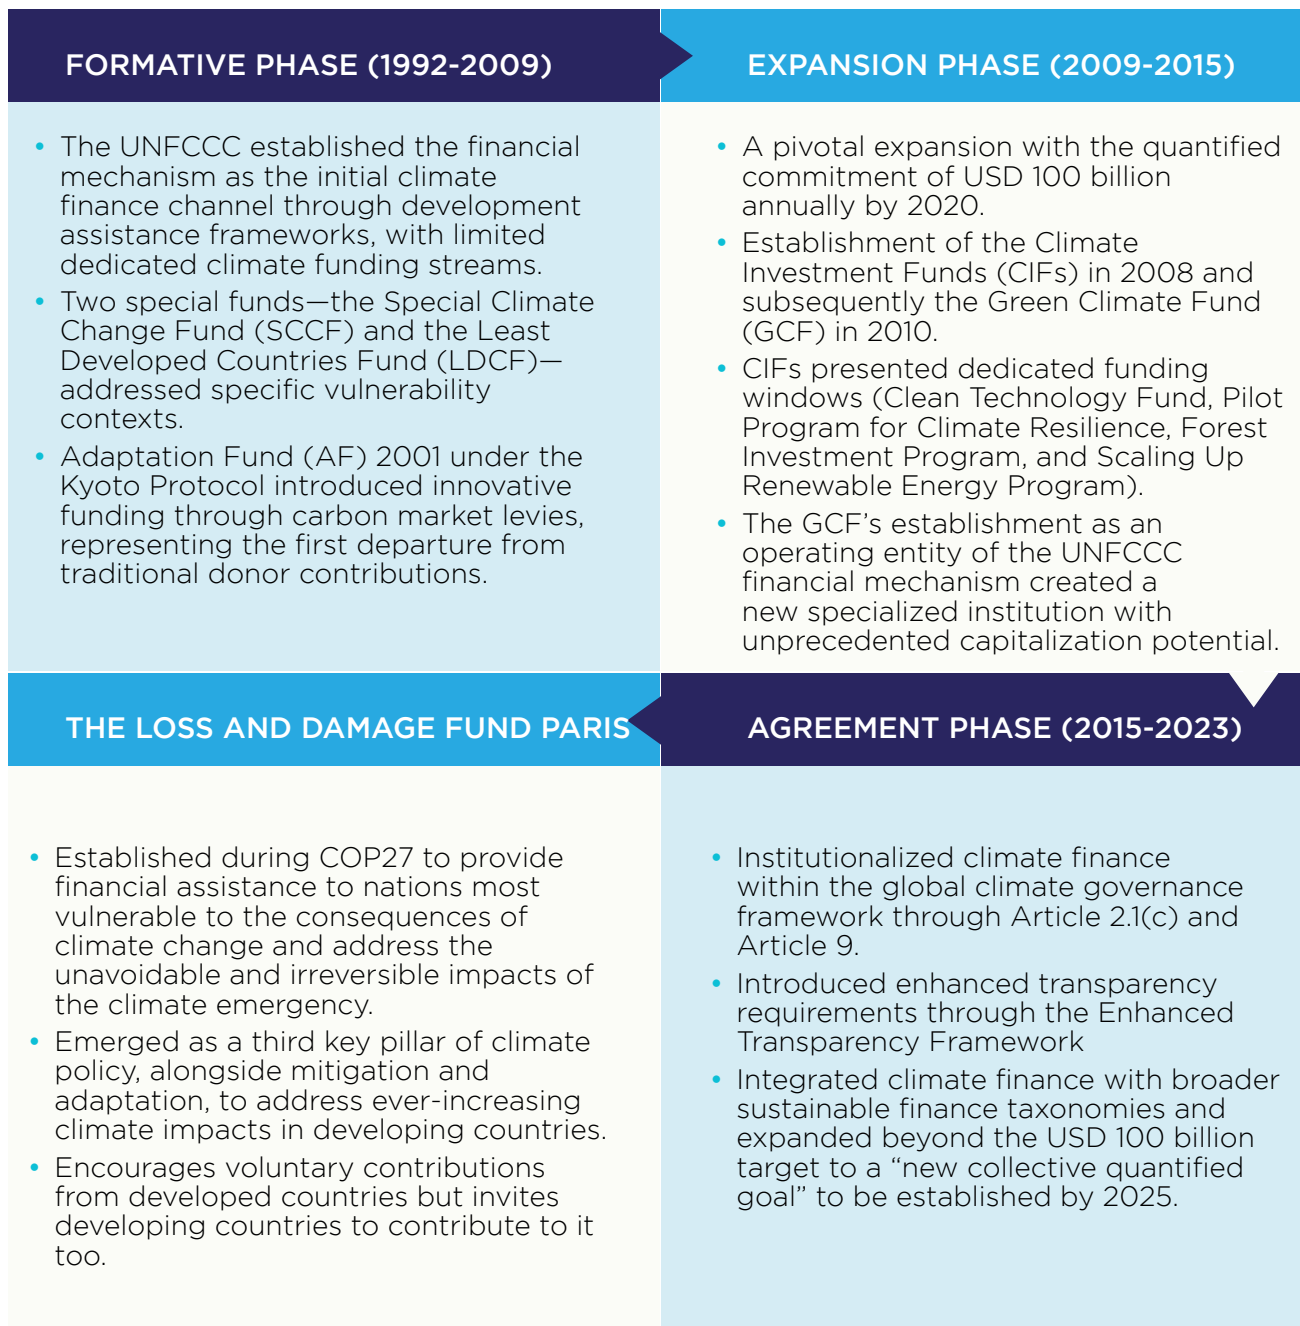 FORMATIVE PHASE (1992-2009)
• The UNFCCC established the financial
mechanism as the initial climate
finance channel through development
assistance frameworks, with limited
dedicated climate funding streams.
• Two special funds—the Special Climate
Change Fund (SCCF) and the Least
Developed Countries Fund (LDCF)—
addressed specific vulnerability
contexts.
• Adaptation Fund (AF) 2001 under the
Kyoto Protocol introduced innovative
funding through carbon market levies,
representing the first departure from
traditional donor contributions.
EXPANSION PHASE (2009-2015)
• A pivotal expansion with the quantified
commitment of USD 100 billion
annually by 2020.
• Establishment of the Climate
Investment Funds (CIFs) in 2008 and
subsequently the Green Climate Fund
(GCF) in 2010.
• CIFs presented dedicated funding
windows (Clean Technology Fund, Pilot
Program for Climate Resilience, Forest
Investment Program, and Scaling Up
Renewable Energy Program).
• The GCF’s establishment as an
operating entity of the UNFCCC
financial mechanism created a
new specialized institution with
unprecedented capitalization potential.
THE LOSS AND DAMAGE FUND PARIS
• Established during COP27 to provide
financial assistance to nations most
vulnerable to the consequences of
climate change and address the
unavoidable and irreversible impacts of
the climate emergency.
• Emerged as a third key pillar of climate
policy, alongside mitigation and
adaptation, to address ever-increasing
climate impacts in developing countries.
• Encourages voluntary contributions
from developed countries but invites
developing countries to contribute to it
too.
AGREEMENT PHASE (2015-2023)
• Institutionalized climate finance
within the global climate governance
framework through Article 2.1(c) and
Article 9.
• Introduced enhanced transparency
requirements through the Enhanced
Transparency Framework
• Integrated climate finance with broader
sustainable finance taxonomies and
expanded beyond the USD 100 billion
target to a “new collective quantified
goal” to be established by 2025.